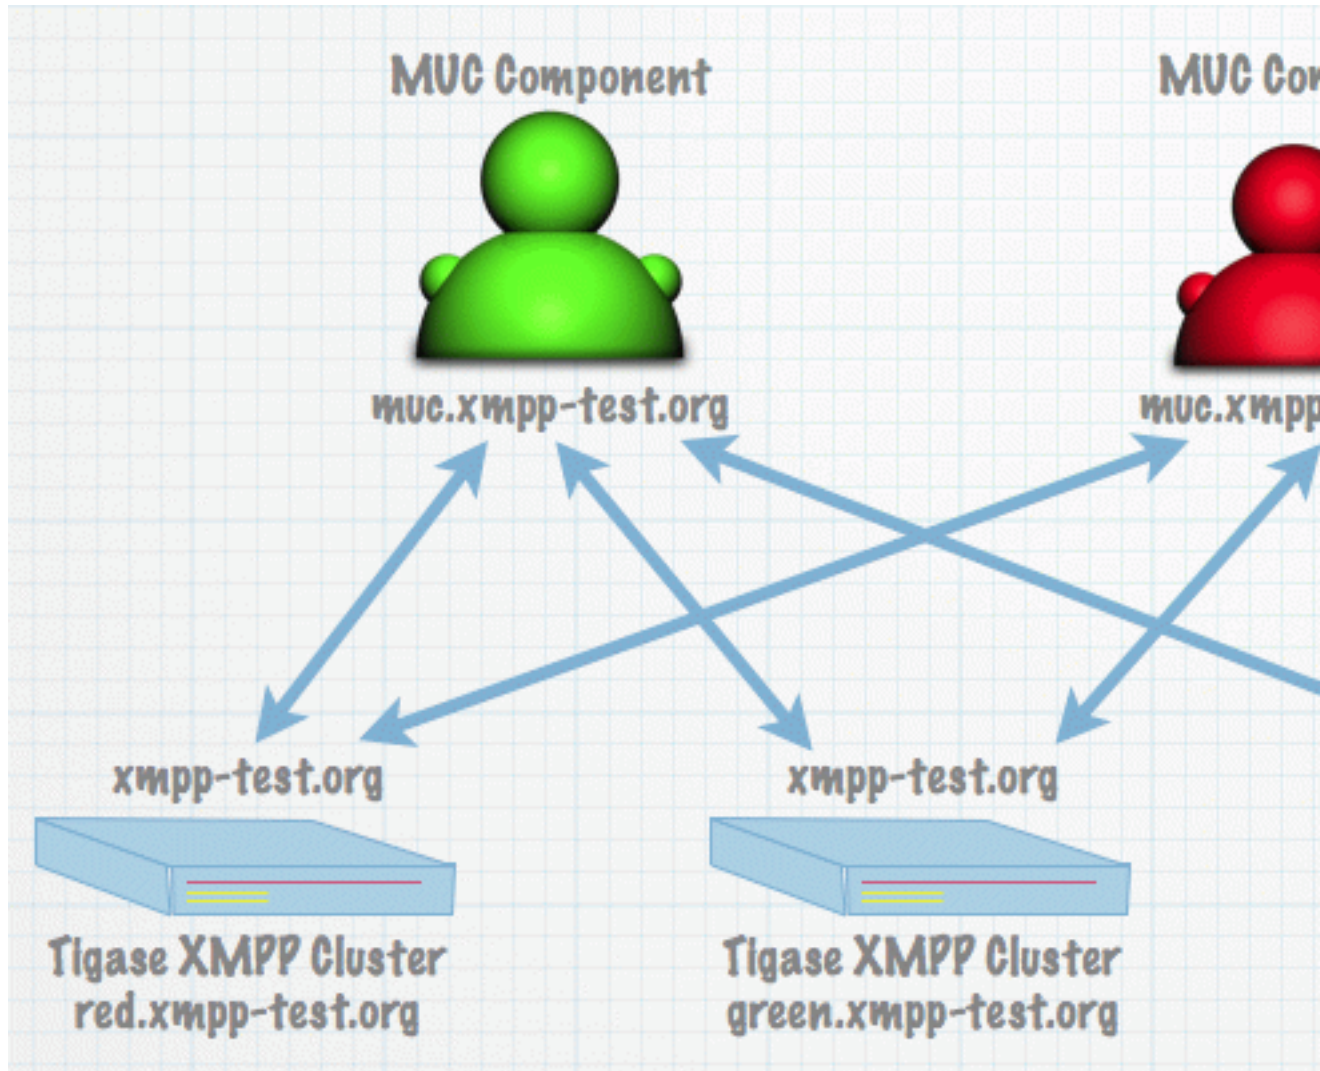 MUC Component
MUC
muc.xmpp-test.org
xmpp-test.org
xmpp-test.org
Tigase XMPP Cluster
red.xmpp-test.org
Tigase XMPP Cluster
green.xmpp-test.org